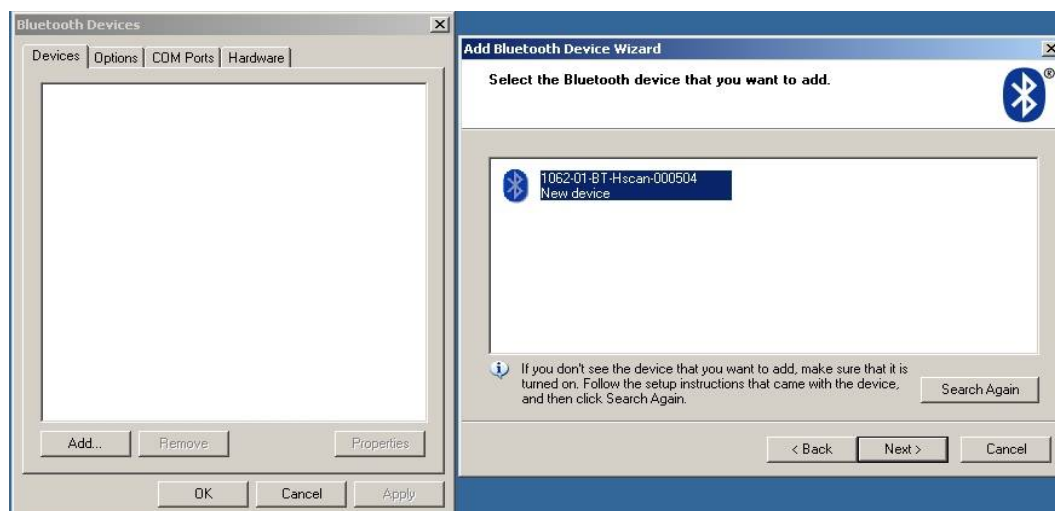 Bluetooth Devices
Devices
Options
COM Ports
Hardware
Add...
Remove
Properties
OK
Cancel
Apply
Add Bluetooth Device Wizard
Select the Bluetooth device that you want to add.
®
1062-01-BT-Hscan-000504
New device
If you don't see the device that you want to add, make sure that it is
turned on. Follow the setup instructions that came with the device,
and then click Search Again.
Search Again
< Back
Next >
Cancel